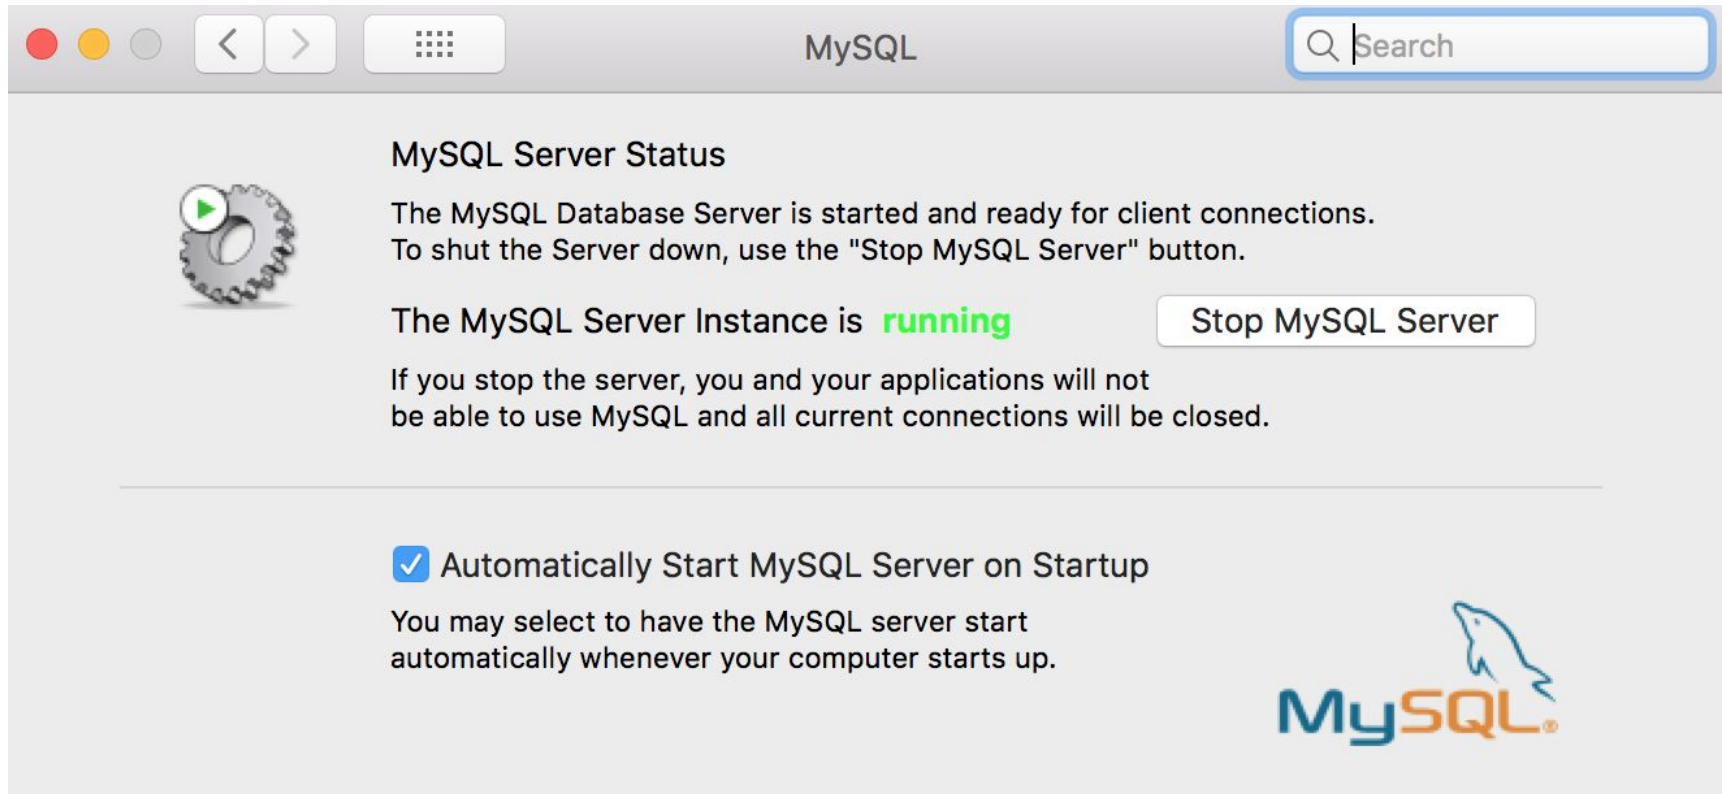 MySQL
Search
MySQL Server Status
The MySQL Database Server is started and ready for client connections.
To shut the Server down, use the "Stop MySQL Server" button.
The MySQL Server Instance is running
Stop MySQL Server
If you stop the server, you and your applications will not
be able to use MySQL and all current connections will be closed.
Automatically Start MySQL Server on Startup
You may select to have the MySQL server start
automatically whenever your computer starts up.
MySQL®